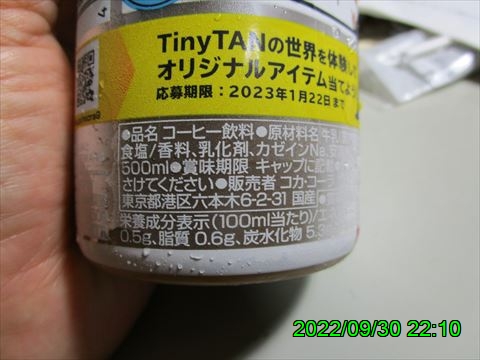 TinyTANの世界を体験し
オリジナルアイテム当てよう
応募期限:2023年1月22日まで
●品名 コーヒー飲料●原材料名 牛乳
食塩/香料、乳化剤、カゼインNa、安
500ml●賞味期限 キャップに記載
さけてください●販売者 コカ・コーラ
東京都港区六本木6-2-31 国産●
栄養成分表示(100ml当たり)/エ
0.5g、脂質 0.6g、炭水化物 5.3
2022/09/30 22:10